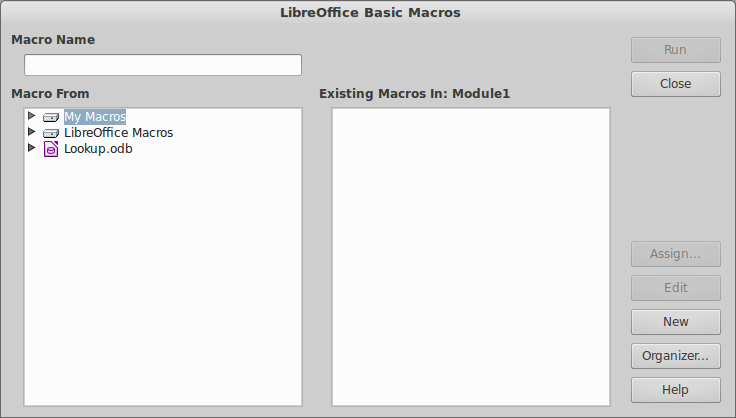 LibreOffice Basic Macros
Macro Name
Run
Close
Macro From
Existing Macros In: Module1
My Macros
LibreOffice Macros
Lookup.odb
Assign...
Edit
New
Organizer...
Help